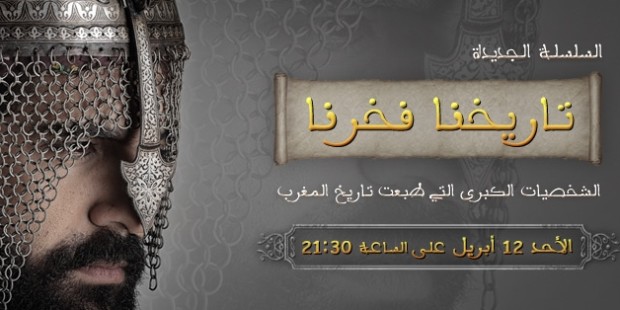 السلسلة الجديدة
تاريخنا فخرنا
الشخصيات الكبرى التي طبعت تاريخ المغرب
الأحد 12 أبريل على الساعة 21:30